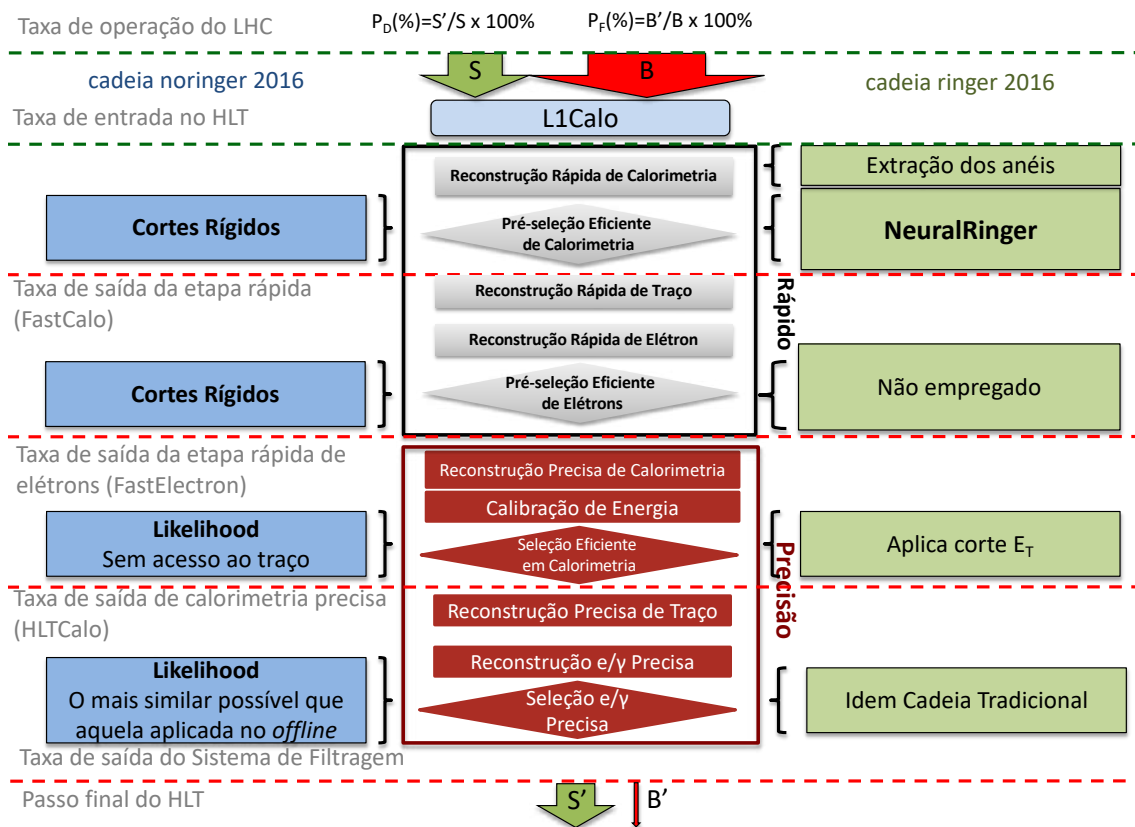 Taxa de operação do LHC
P_D(%)=S'/S x 100%
P_F(%)=B'/B x 100%
cadeia noringer 2016
S
B
cadeia ringer 2016
Taxa de entrada no HLT
L1Calo
Reconstrução Rápida de Calorimetria
Extração dos anéis
Cortes Rígidos
Pré-seleção Eficiente
de Calorimetria
NeuralRinger
Taxa de saída da etapa rápida
(FastCalo)
Reconstrução Rápida de Traço
Rápido
Reconstrução Rápida de Elétron
Cortes Rígidos
Pré-seleção Eficiente
de Elétrons
Não empregado
Taxa de saída da etapa rápida de
elétrons (FastElectron)
Reconstrução Precisa de Calorimetria
Calibração de Energia
Likelihood
Sem acesso ao traço
Seleção Eficiente
em Calorimetria
Aplica corte E_T
Precisão
Taxa de saída de calorimetria precisa
(HLTCalo)
Reconstrução Precisa de Traço
Reconstrução e/γ Precisa
Likelihood
O mais similar possível que
aquela aplicada no offline
Seleção e/γ
Precisa
Idem Cadeia Tradicional
Taxa de saída do Sistema de Filtragem
Passo final do HLT
S'
B'